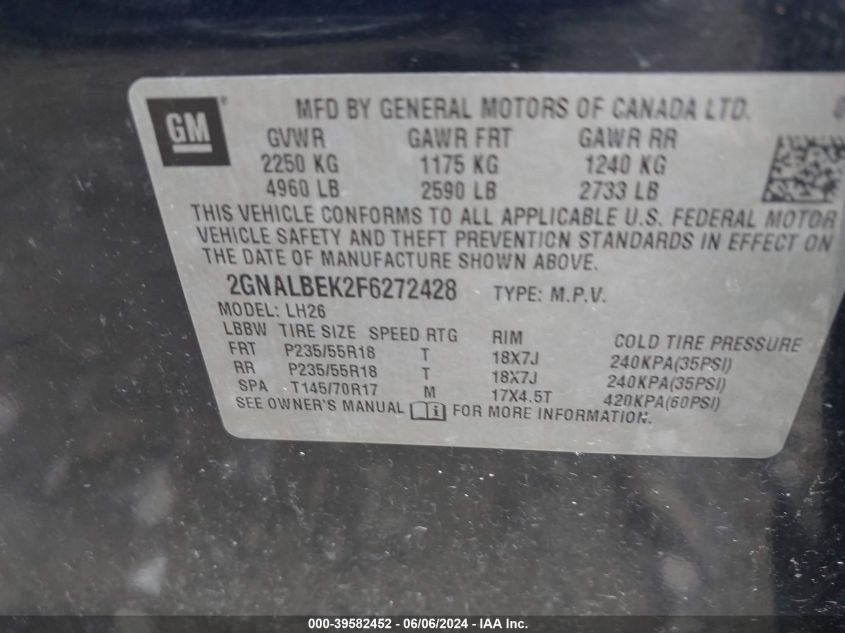 GM ® MFD BY GENERAL MOTORS OF CANADA LTD.
GVWR GAWR FRT GAWR RR
2250 KG 1175 KG 1240 KG
4960 LB 2590 LB 2733 LB
THIS VEHICLE CONFORMS TO ALL APPLICABLE U.S. FEDERAL MOTOR
VEHICLE SAFETY AND THEFT PREVENTION STANDARDS IN EFFECT ON
THE DATE OF MANUFACTURE SHOWN ABOVE.
2GNALBEK2F6272428 TYPE: M.P.V.
MODEL: LH26
LBBW TIRE SIZE SPEED RTG RIM COLD TIRE PRESSURE
FRT P235/55R18 T 18X7J 240KPA(35PSI)
RR P235/55R18 T 18X7J 240KPA(35PSI)
SPA T145/70R17 M 17X4.5T 420KPA(60PSI)
SEE OWNER'S MANUAL FOR MORE INFORMATION.
000-39582452 - 06/06/2024 - IAA Inc.